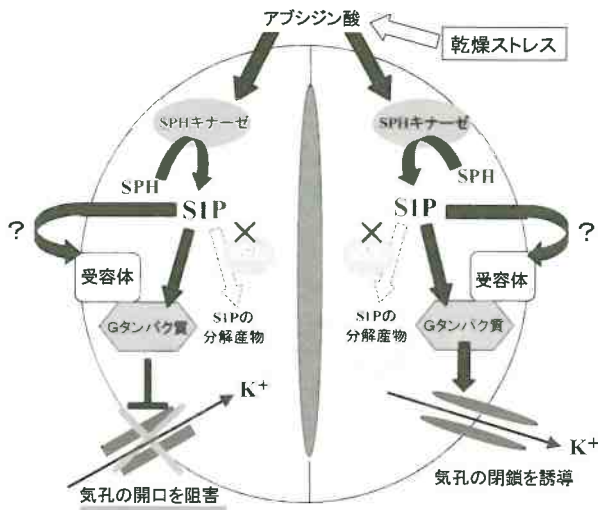 アブシジン酸
乾燥ストレス
SPHキナーゼ
SPHキナーゼ
SPH
SPH
S1P
S1P
?
?
受容体
受容体
S1Pの
分解産物
S1Pの
分解産物
Gタンパク質
Gタンパク質
K+
K+
気孔の開口を阻害
気孔の閉鎖を誘導